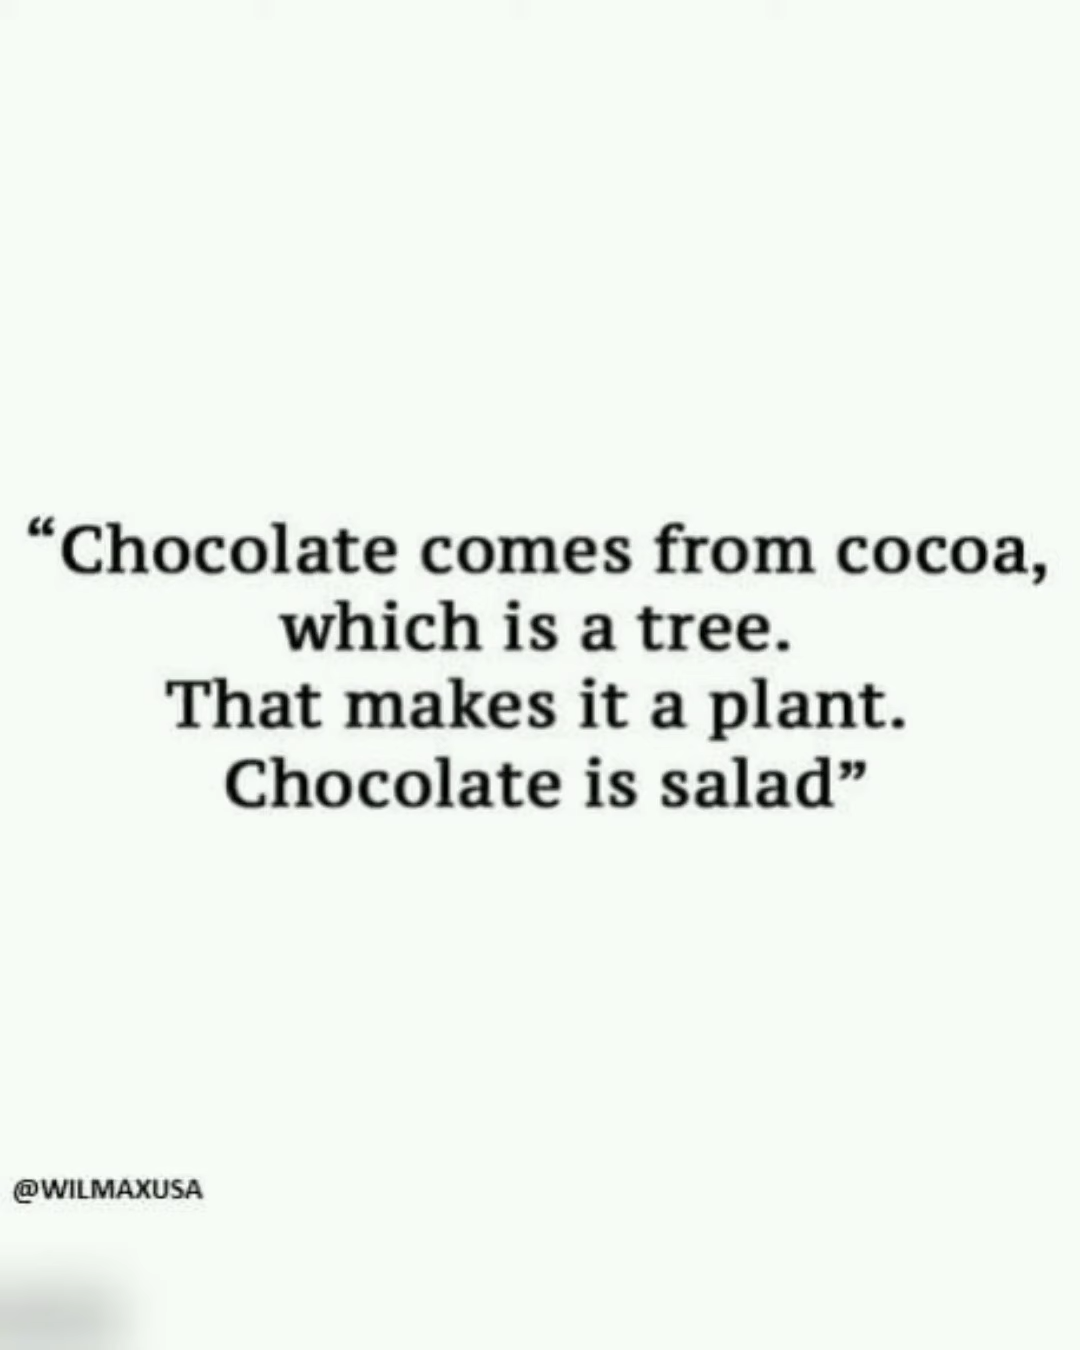 “Chocolate comes from cocoa,
which is a tree.
That makes it a plant.
Chocolate is salad”
@WILMAXUSA